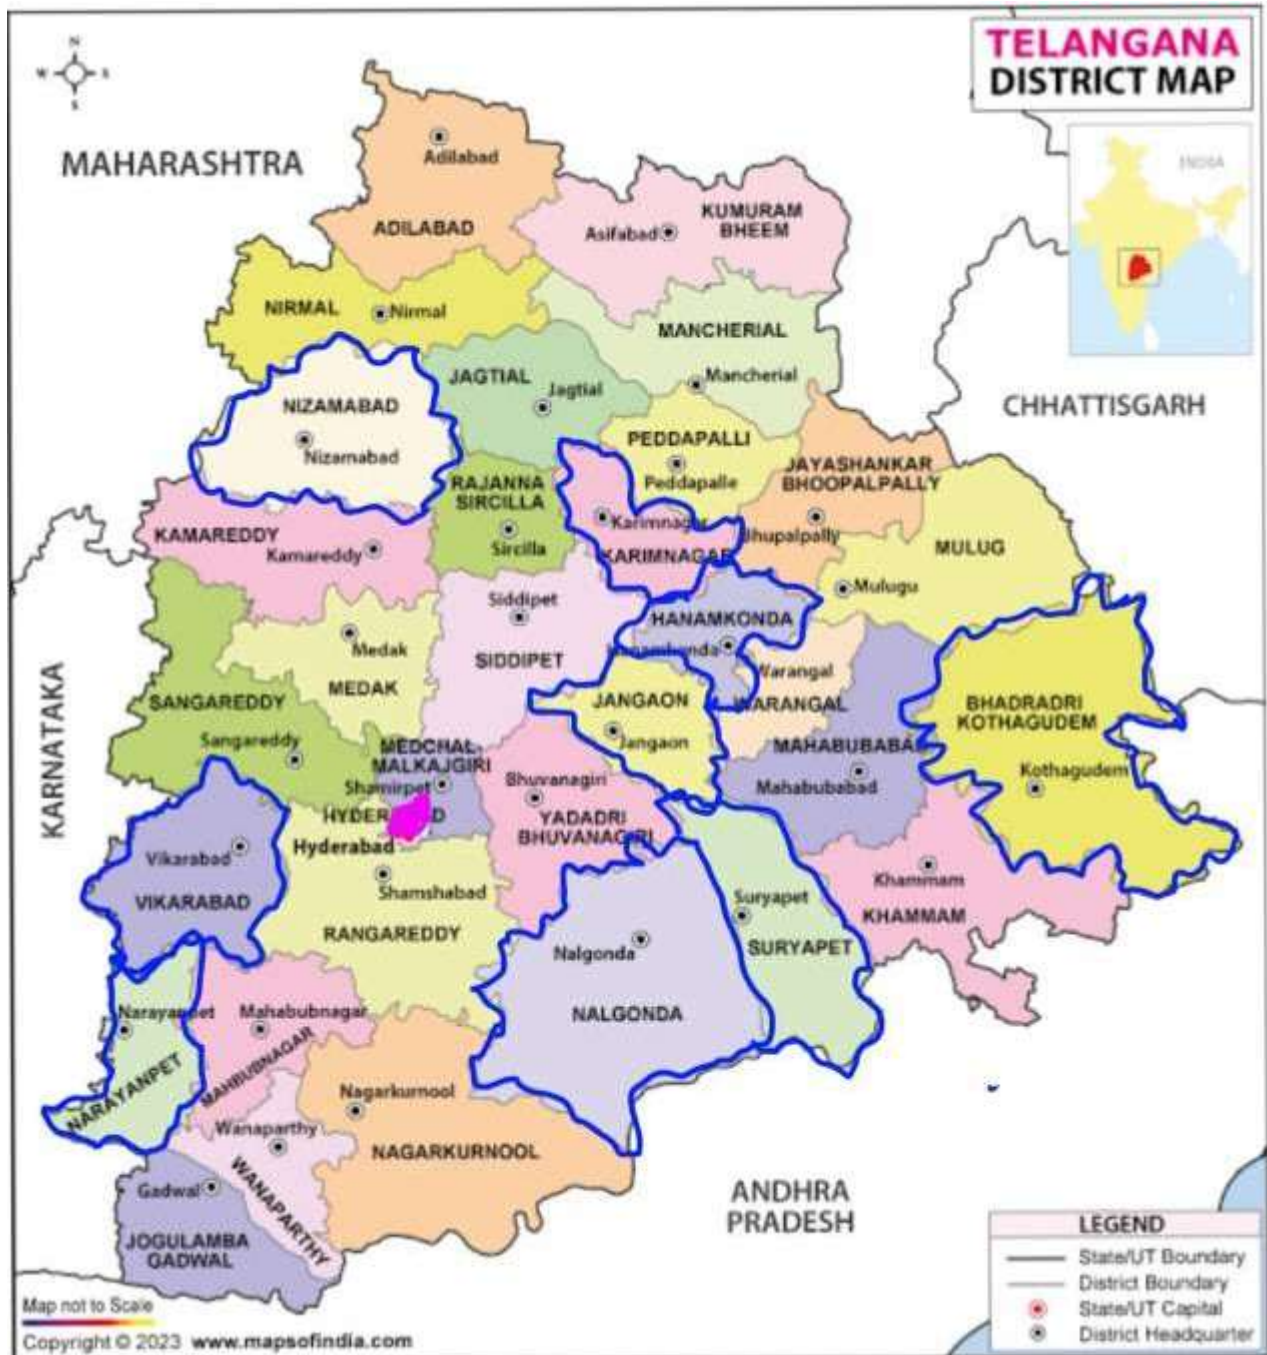 TELANGANA
DISTRICT MAP
N
W
S
INDIA
MAHARASHTRA
Adilabad
ADILABAD
KUMURAM
BHEEM
Asifabad
NIRMAL
Nirmal
MANCHERIAL
Mancherial
CHHATTISGARH
JAGTIAL
Jagtial
NIZAMABAD
Nizamabad
PEDDAPALLI
Peddapalle
JAYASHANKAR
BHOOPALPALLY
Bhupalpally
RAJANNA
SIRCILLA
Sircilla
Karimnagar
KARIMNAGAR
KAMAREDDY
Kamareddy
MULUG
Mulugu
Siddipet
SIDDIPET
HANAMKONDA
Hanamkonda
Medak
MEDAK
Warangal
WARANGAL
KARNATAKA
SANGAREDDY
Sangareddy
JANGAON
Jangaon
BHADRADRI
KOTHAGUDEM
Kothagudem
MAHABUBABA
Mahabubabad
MEDCHAL-
MALKAJGIRI
Shamirpet
Bhuvanagiri
YADADRI
BHUVANAGIRI
HYDER D
Hyderabad
Vikarabad
VIKARABAD
Shamshabad
RANGAREDDY
Khammam
KHAMMAM
Suryapet
SURYAPET
Nalgonda
NALGONDA
Narayanpet
NARAYANPET
Mahabubnagar
MAHBUBNAGAR
Nagarkurnool
NAGARKURNOOL
Wanaparthy
WANAPARTHY
Gadwal
JOGULAMBA
GADWAL
ANDHRA
PRADESH
LEGEND
State/UT Boundary
District Boundary
State/UT Capital
District Headquarter
Map not to Scale
Copyright © 2023 www.mapsofindia.com